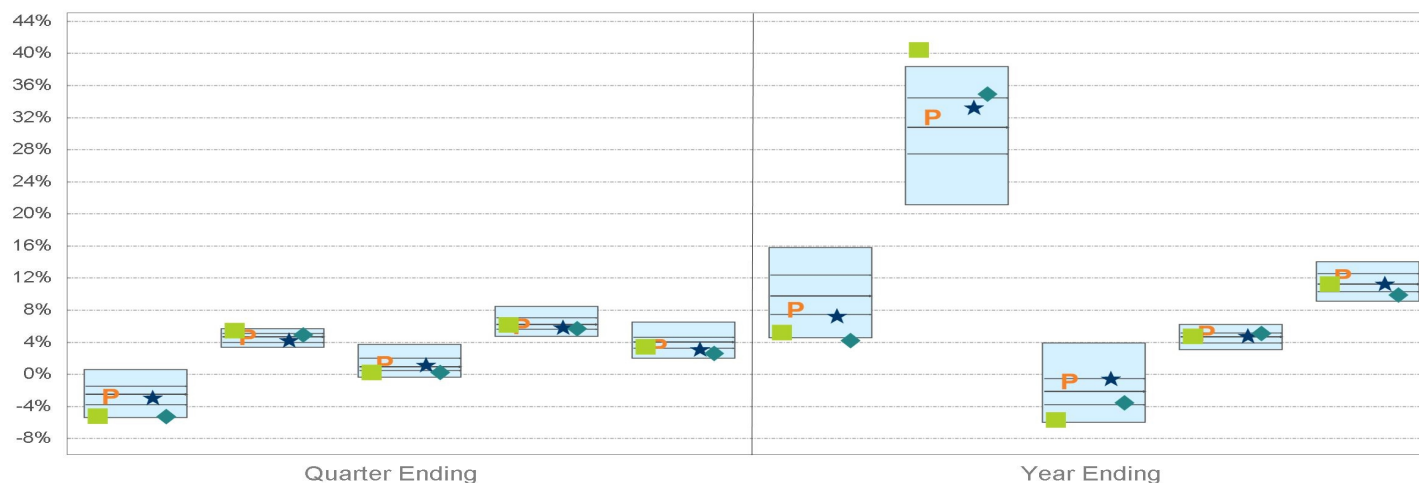 44%
40%
36%
32%
28%
24%
20%
16%
12%
8%
4%
0%
-4%
-8%
P
P
P
P
P
P
P
P
P
P
Quarter Ending
Year Ending